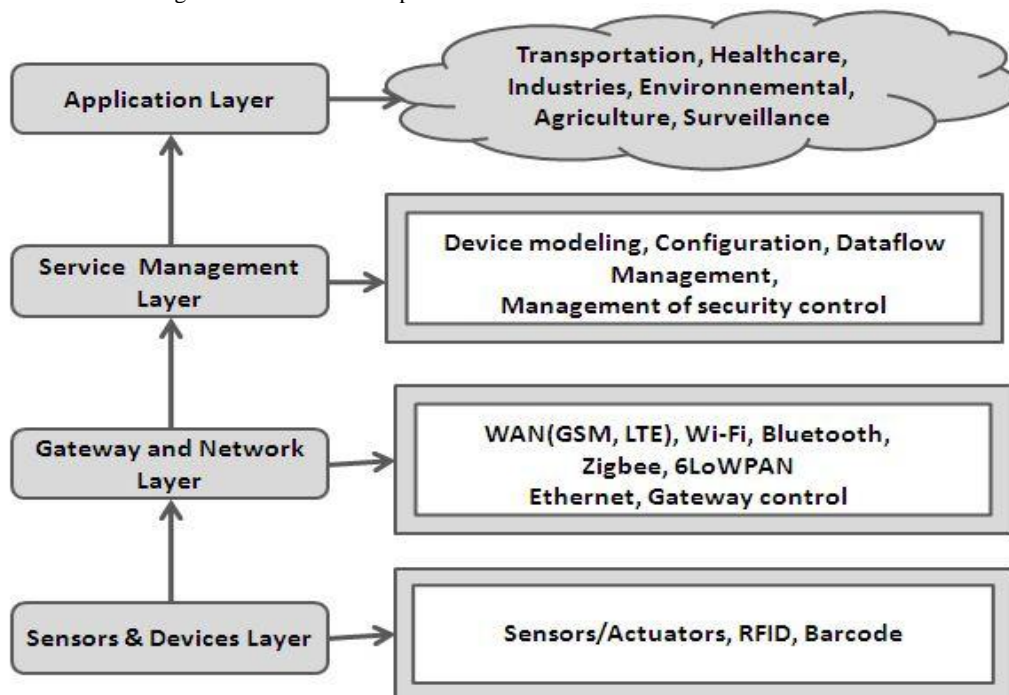 Application Layer
Transportation, Healthcare,
Industries, Environnemental,
Agriculture, Surveillance
Service Management
Layer
Device modeling, Configuration, Dataflow
Management,
Management of security control
Gateway and Network
Layer
WAN(GSM, LTE), Wi-Fi, Bluetooth,
Zigbee, 6LoWPAN
Ethernet, Gateway control
Sensors & Devices Layer
Sensors/Actuators, RFID, Barcode